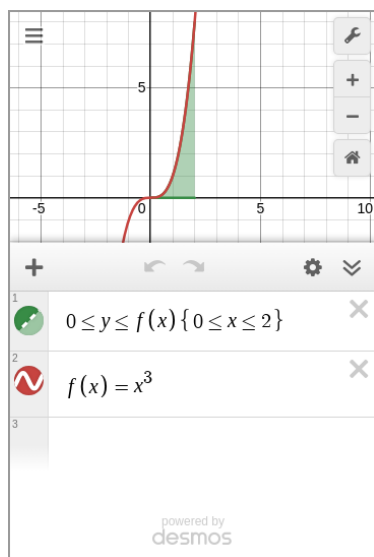 5
-5
0
5
10
1
0 ≤ y ≤ f(x) {0 ≤ x ≤ 2}
2
f(x) = x³
3
powered by
desmos